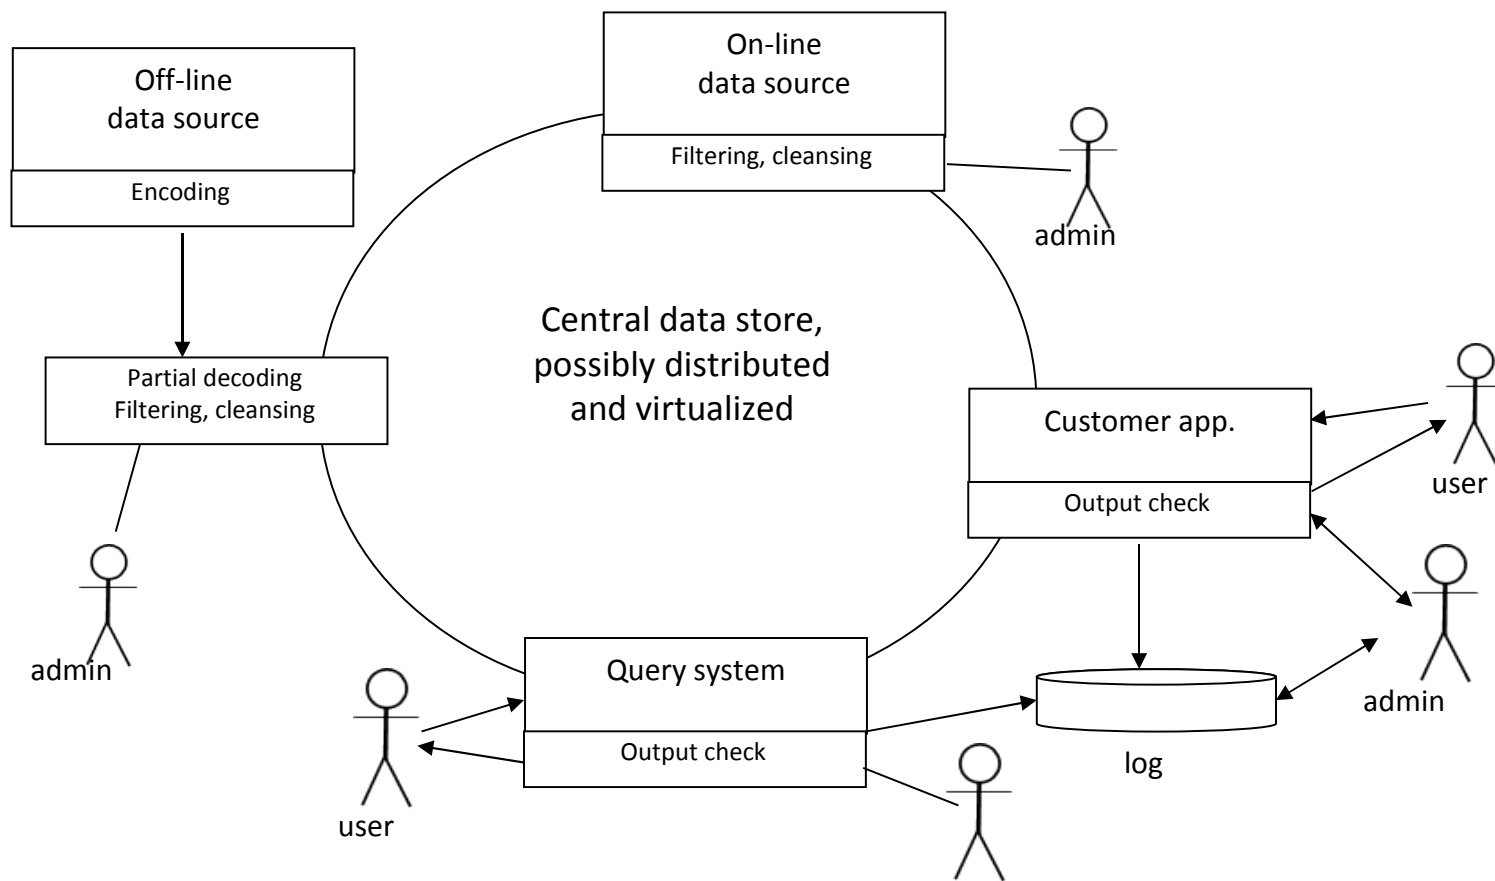 Off-line
data source
Encoding
On-line
data source
Filtering, cleansing
admin
Partial decoding
Filtering, cleansing
admin
Central data store,
possibly distributed
and virtualized
Customer app.
Output check
user
admin
Query system
Output check
user
log